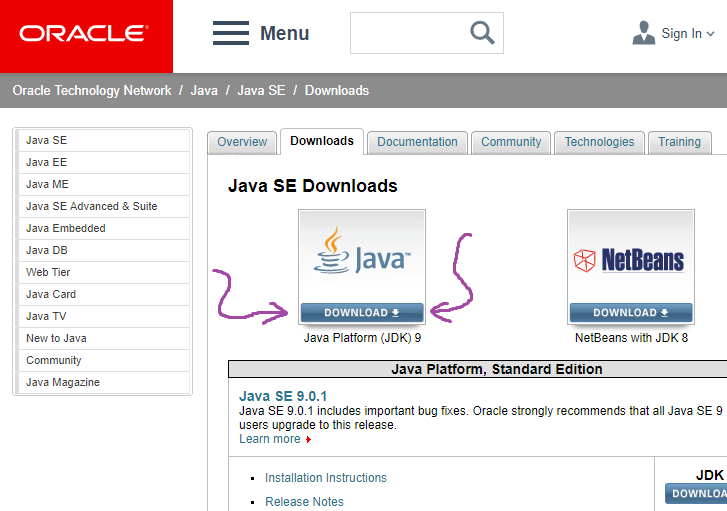 ORACLE
Menu
Sign In
Oracle Technology Network / Java / Java SE / Downloads
Java SE
Java EE
Java ME
Java SE Advanced & Suite
Java Embedded
Java DB
Web Tier
Java Card
Java TV
New to Java
Community
Java Magazine
Overview
Downloads
Documentation
Community
Technologies
Training
Java SE Downloads
Java™
DOWNLOAD
Java Platform (JDK) 9
NetBeans
DOWNLOAD
NetBeans with JDK 8
Java Platform, Standard Edition
Java SE 9.0.1
Java SE 9.0.1 includes important bug fixes. Oracle strongly recommends that all Java SE 9
users upgrade to this release.
Learn more
Installation Instructions
Release Notes
JDK
DOWNLOA